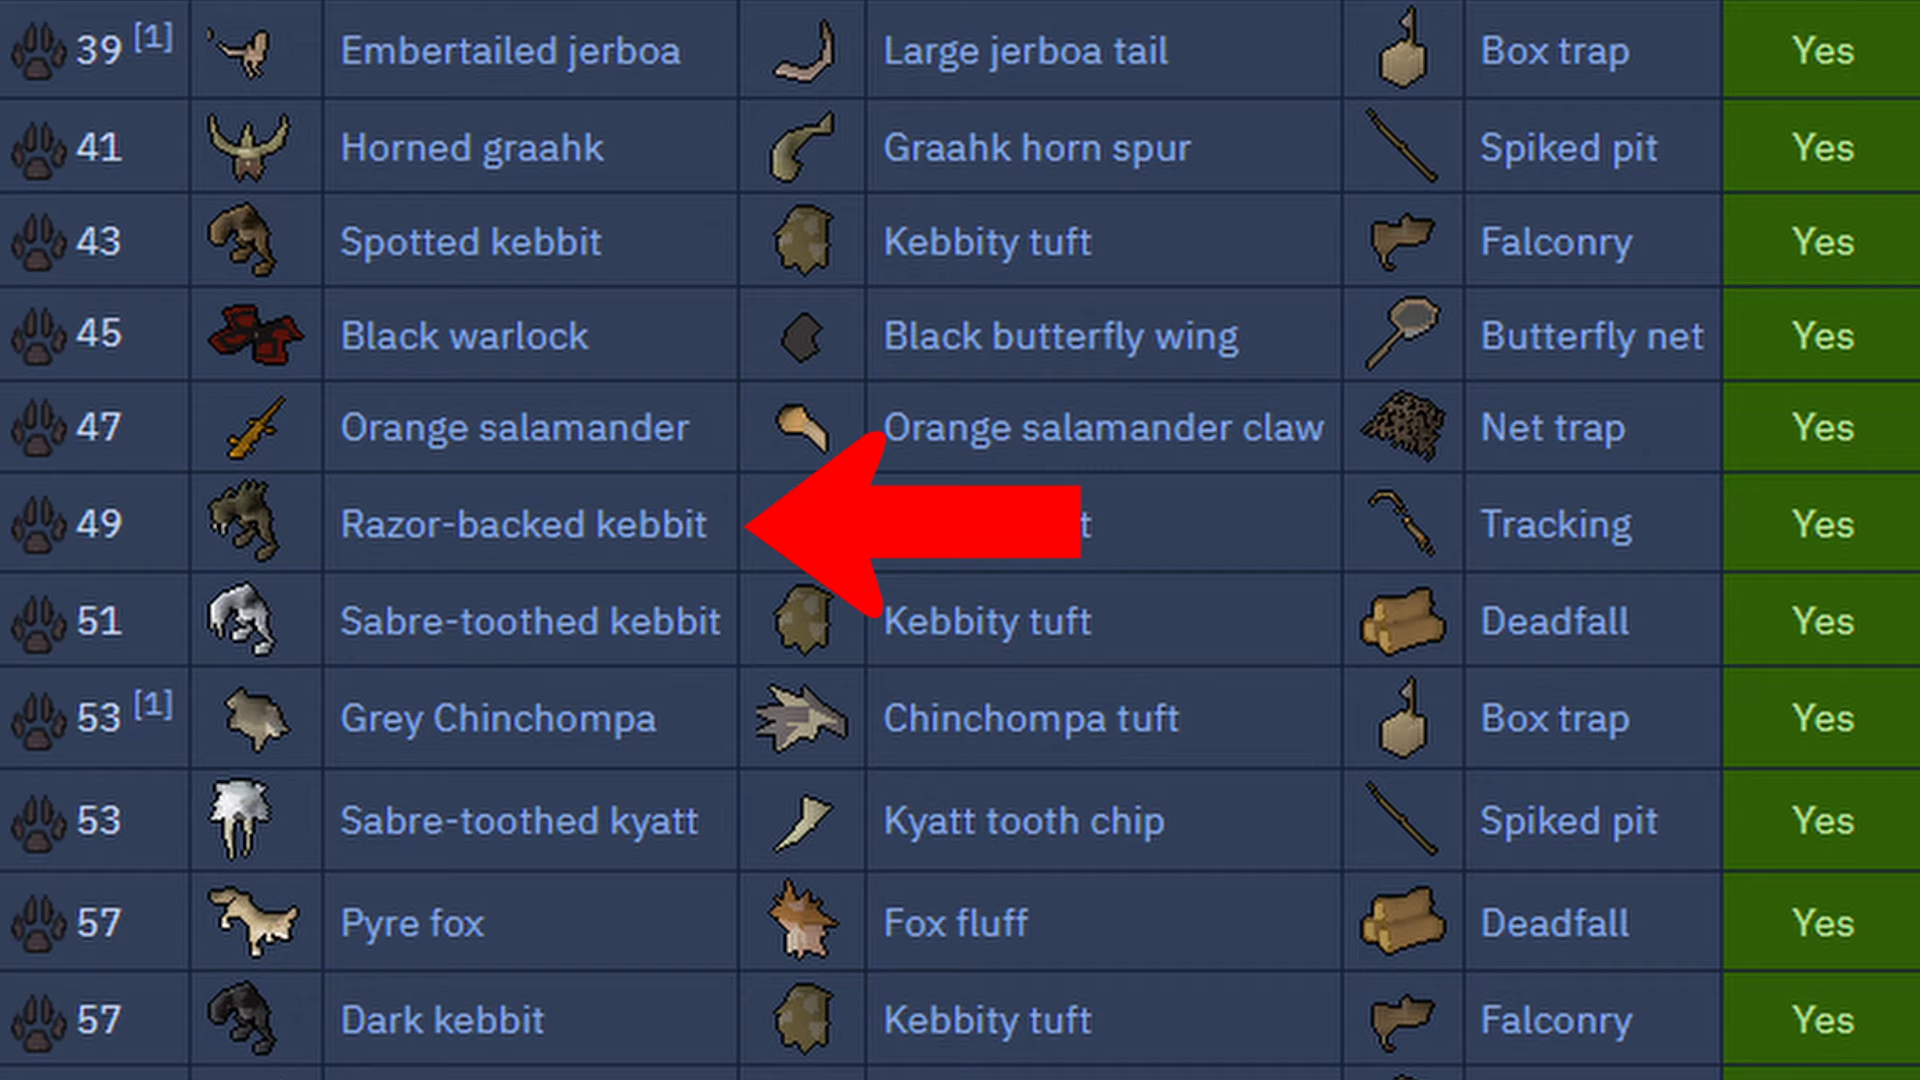 39 [1] Embertailed jerboa Large jerboa tail Box trap Yes
41 Horned graahk Graahk horn spur Spiked pit Yes
43 Spotted kebbit Kebbity tuft Falconry Yes
45 Black warlock Black butterfly wing Butterfly net Yes
47 Orange salamander Orange salamander claw Net trap Yes
49 Razor-backed kebbit Tracking Yes
51 Sabre-toothed kebbit Kebbity tuft Deadfall Yes
53 [1] Grey Chinchompa Chinchompa tuft Box trap Yes
53 Sabre-toothed kyatt Kyatt tooth chip Spiked pit Yes
57 Pyre fox Fox fluff Deadfall Yes
57 Dark kebbit Kebbity tuft Falconry Yes